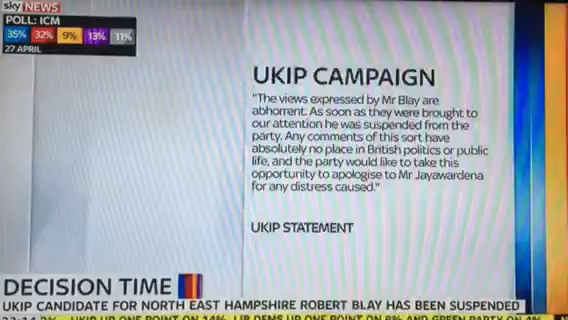 sky NEWS
POLL: ICM
35% 32% 9% 13% 11%
27 APRIL
UKIP CAMPAIGN
"The views expressed by Mr Blay are
abhorrent. As soon as they were brought to
our attention he was suspended from the
party. Any comments of this sort have
absolutely no place in British politics or public
life, and the party would like to take this
opportunity to apologise to Mr Jayawardena
for any distress caused."
UKIP STATEMENT
DECISION TIME
UKIP CANDIDATE FOR NORTH EAST HAMPSHIRE ROBERT BLAY HAS BEEN SUSPENDED
UKIP UP ONE POINT ON 14%, LIB DEMS UP ONE POINT ON 8% AND GREEN PARTY ON 4%